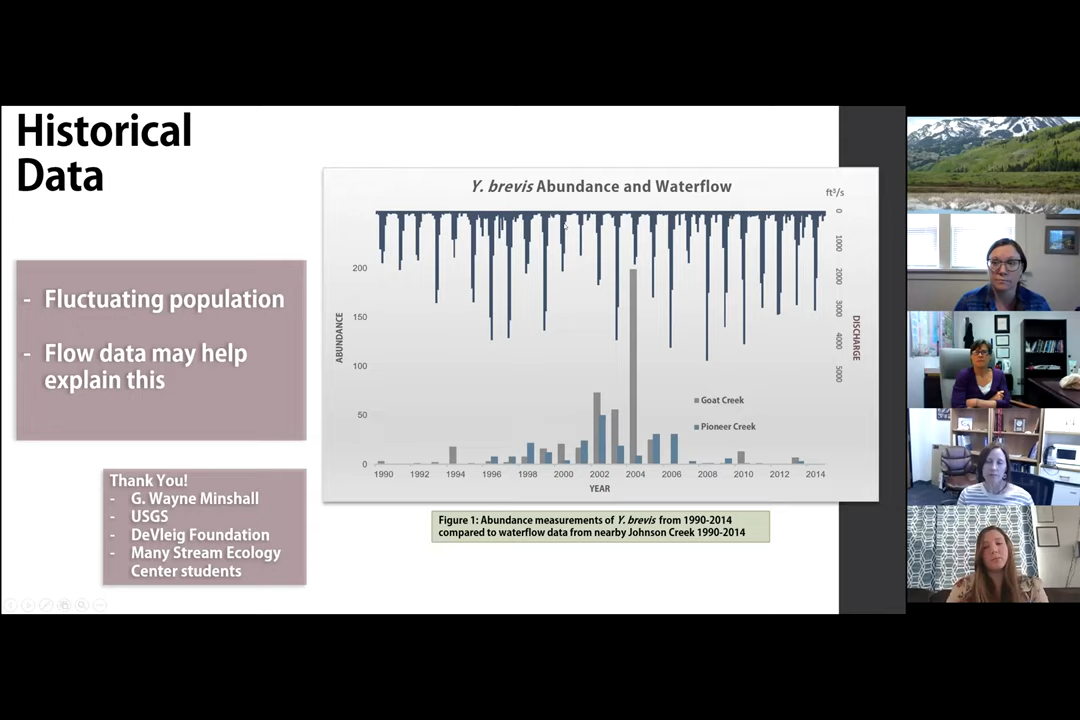 Historical
Data
- Fluctuating population
- Flow data may help
explain this
Thank You!
- G. Wayne Minshall
- USGS
- DeVleig Foundation
- Many Stream Ecology
Center students
Y. brevis Abundance and Waterflow
ft³/s
0
1000
2000
3000
4000
5000
DISCHARGE
200
150
100
50
0
ABUNDANCE
Goat Creek
Pioneer Creek
1990 1992 1994 1996 1998 2000 2002 2004 2006 2008 2010 2012 2014
YEAR
Figure 1: Abundance measurements of Y. brevis from 1990-2014
compared to waterflow data from nearby Johnson Creek 1990-2014